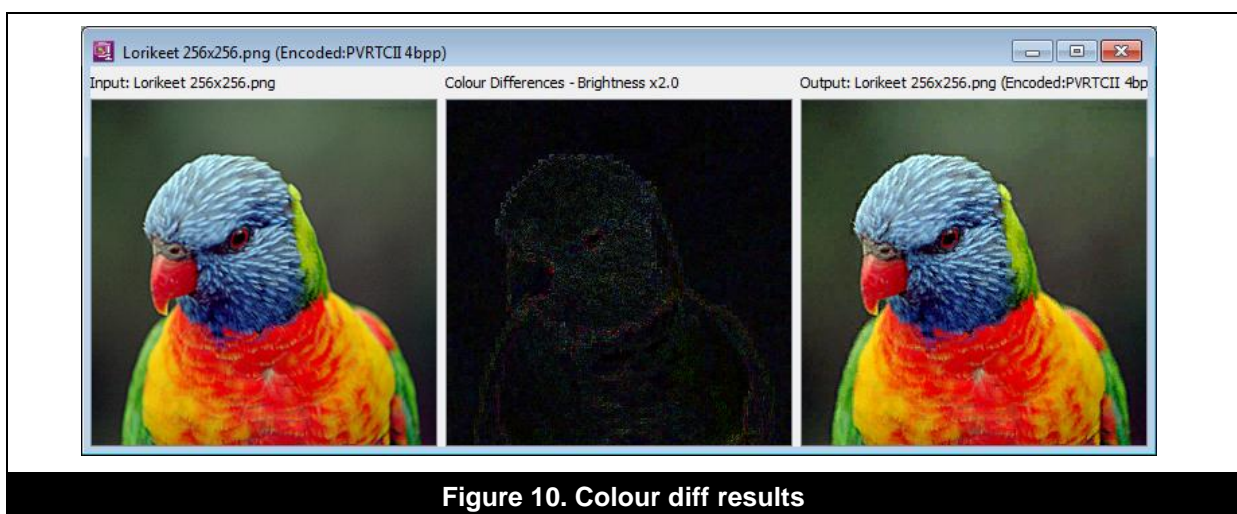 Lorikeet 256x256.png (Encoded:PVRTCII 4bpp)
Input: Lorikeet 256x256.png
Colour Differences - Brightness x2.0
Output: Lorikeet 256x256.png (Encoded:PVRTCII 4bp
Figure 10. Colour diff results